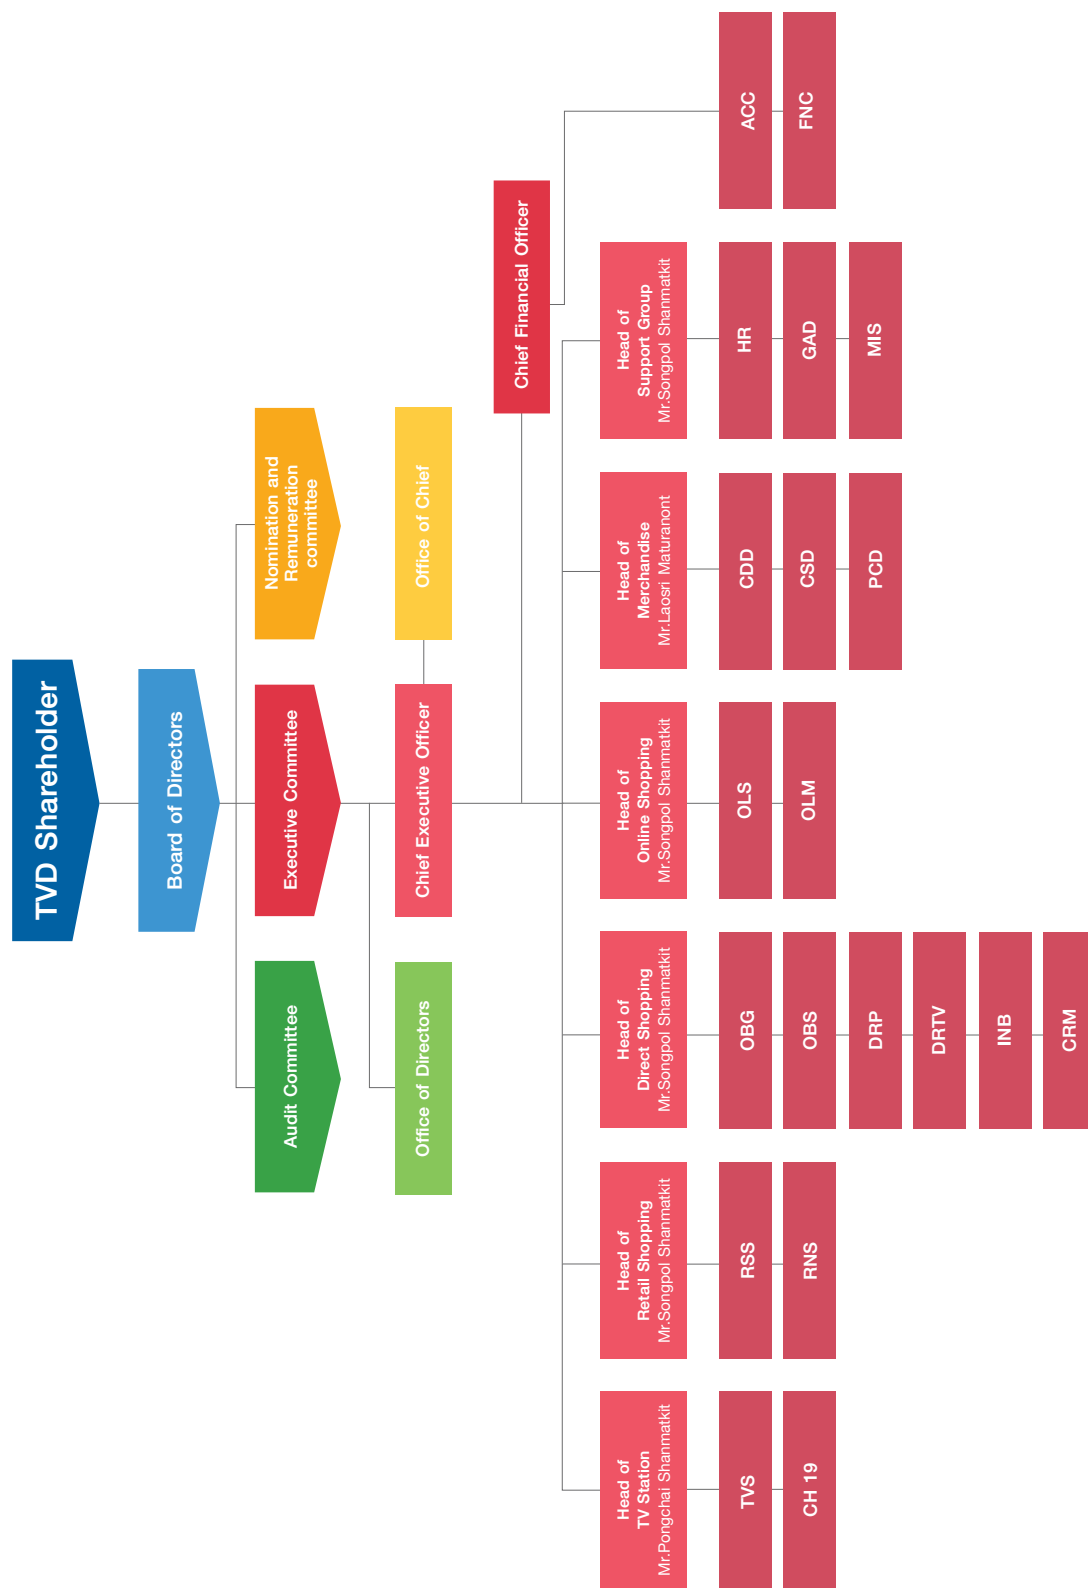 TVD Shareholder
Board of Directors
Audit Committee
Executive Committee
Nomination and
Remuneration
committee
Office of Directors
Chief Executive Officer
Office of Chief
Chief Financial Officer
Head of
TV Station
Mr.Pongchai Shanmatkit
TVS
CH 19
Head of
Retail Shopping
Mr.Songpol Shanmatkit
RSS
RNS
Head of
Direct Shopping
Mr.Songpol Shanmatkit
OBG
OBS
DRP
DRTV
INB
CRM
Head of
Online Shopping
Mr.Songpol Shanmatkit
OLS
OLM
Head of
Merchandise
Mr.Laosri Maturanont
CDD
CSD
PCD
Head of
Support Group
Mr.Songpol Shanmatkit
HR
GAD
MIS
ACC
FNC